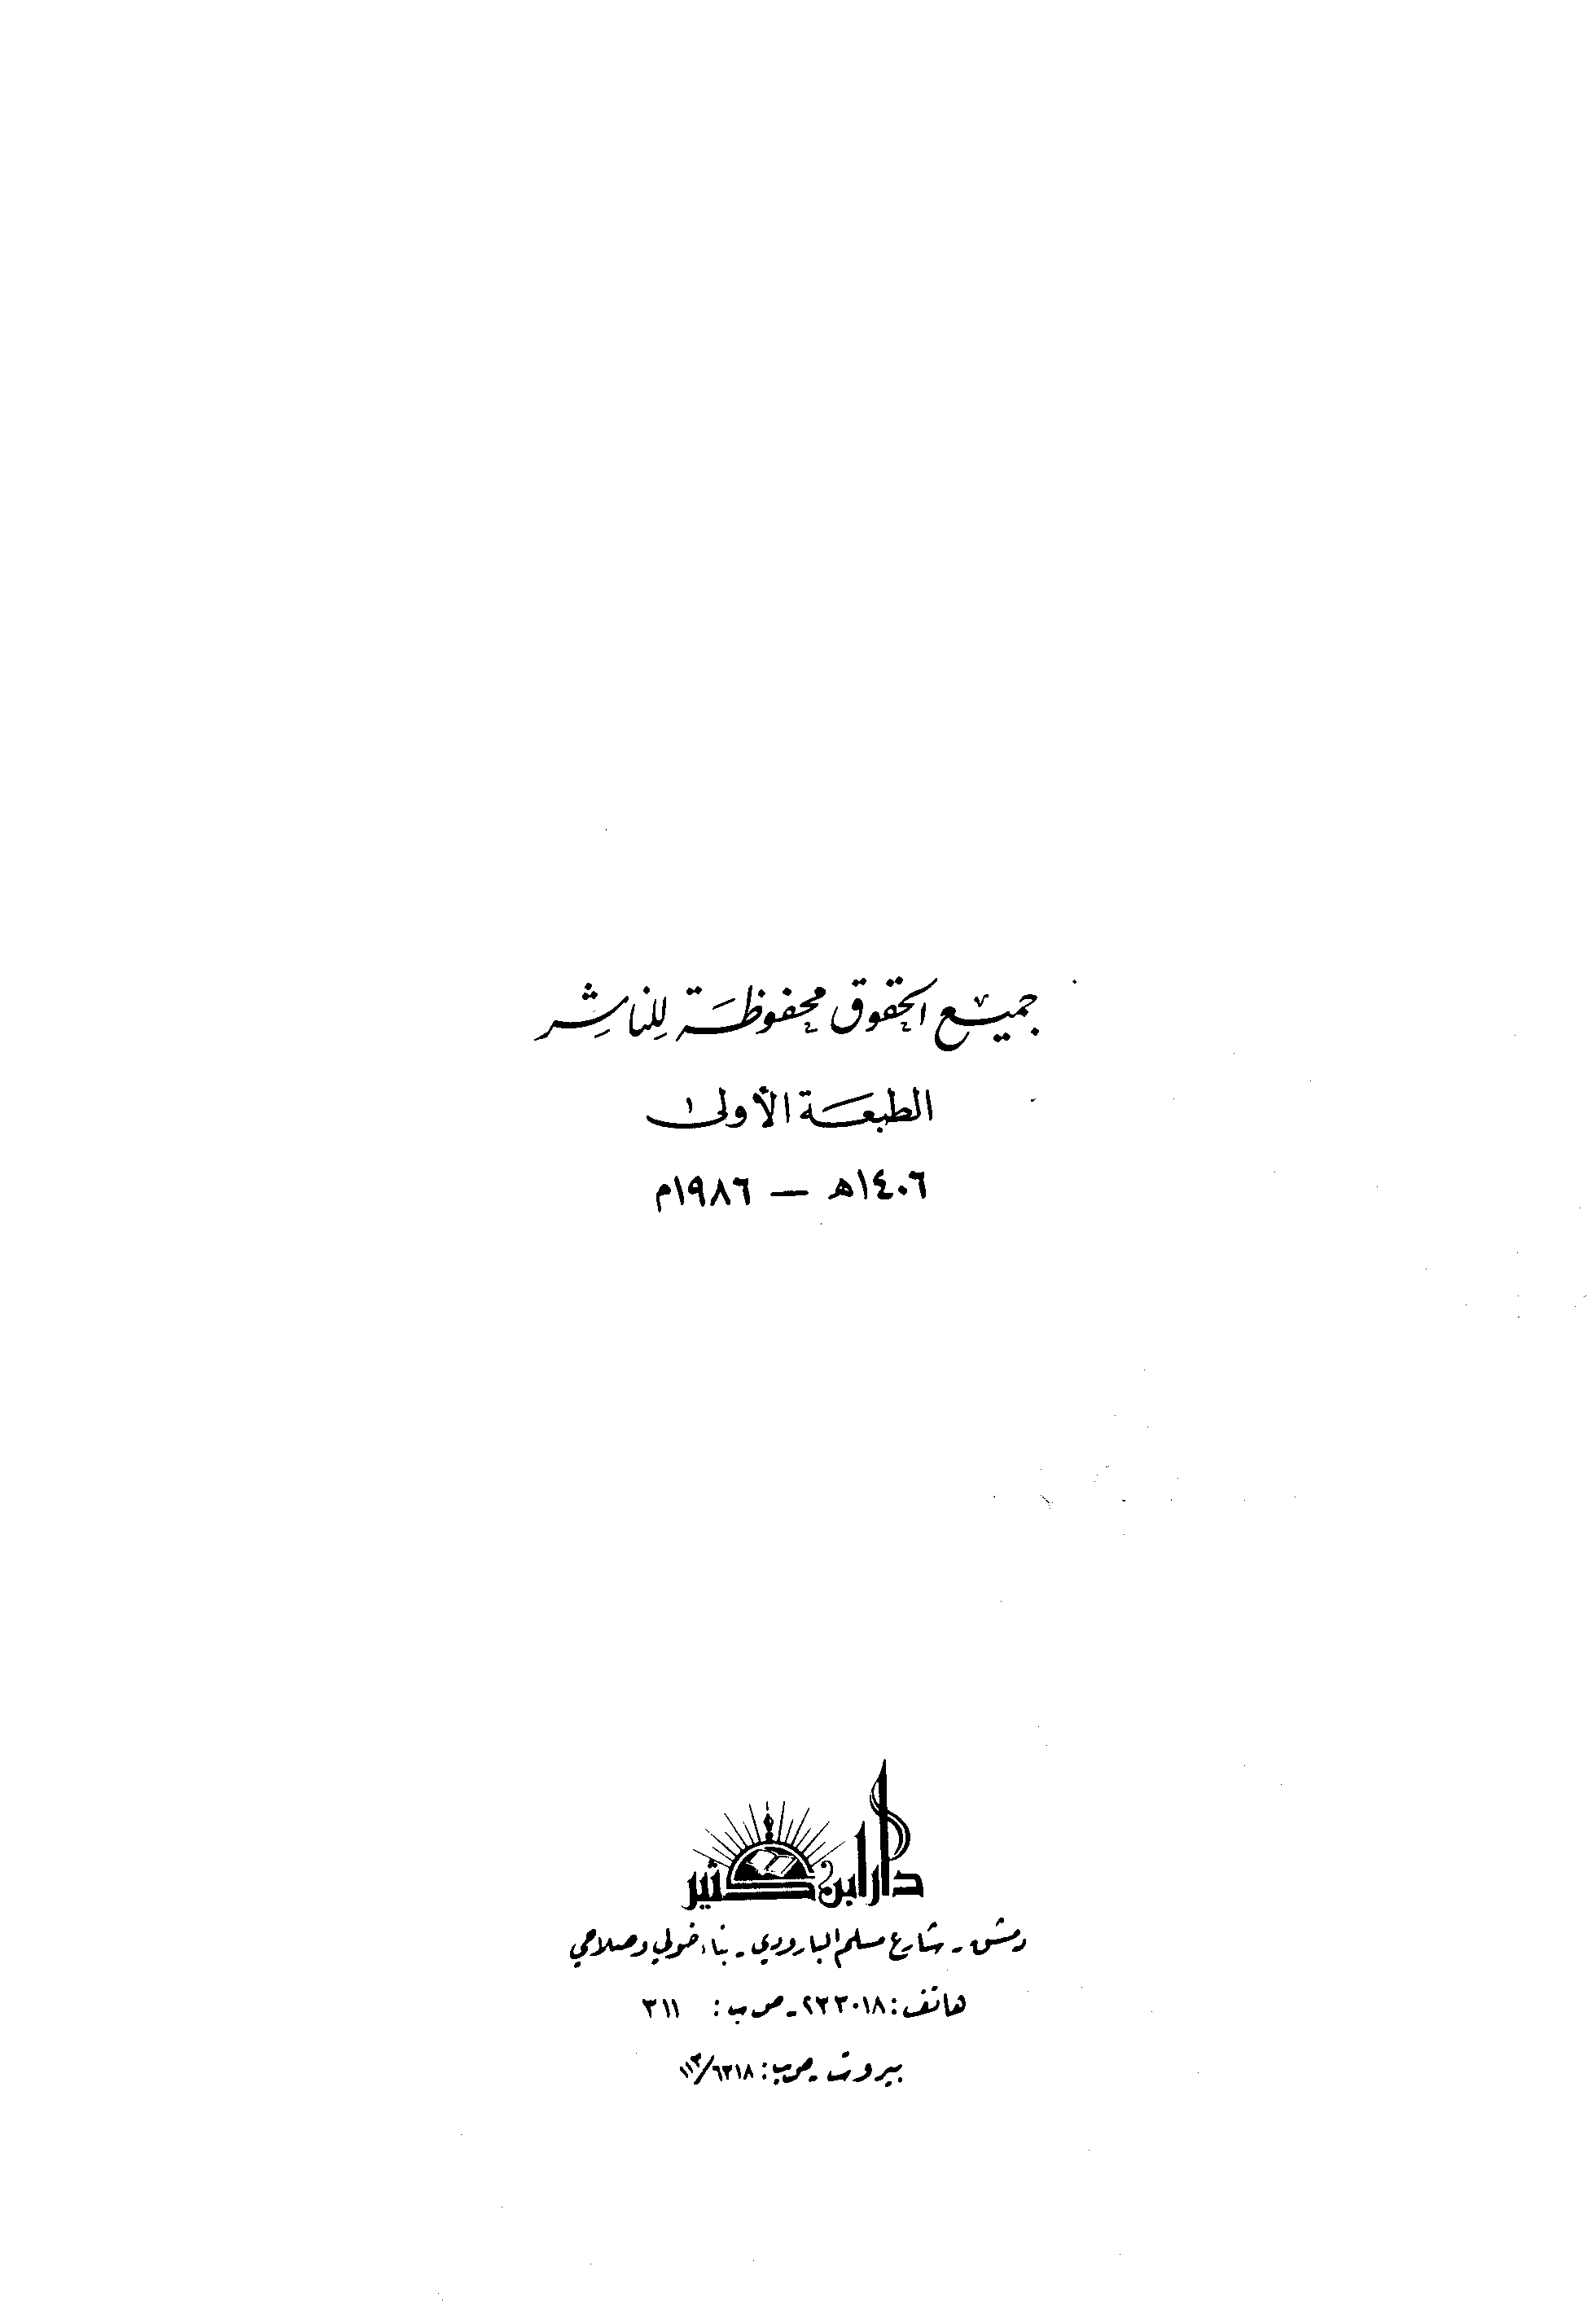 جميع الحقوق محفوظة للناشر
الطبعة الأولى
١٤٠٦هـ — ١٩٨٦م
دار ابن كثير
دمشق - شارع مسلم البارودي - بناء خولي وصلاحي
هاتف: ٢٢٣٠١٨ - ص ب: ٣١١
بيروت - ص ب: ٦٣١٨/١١٣